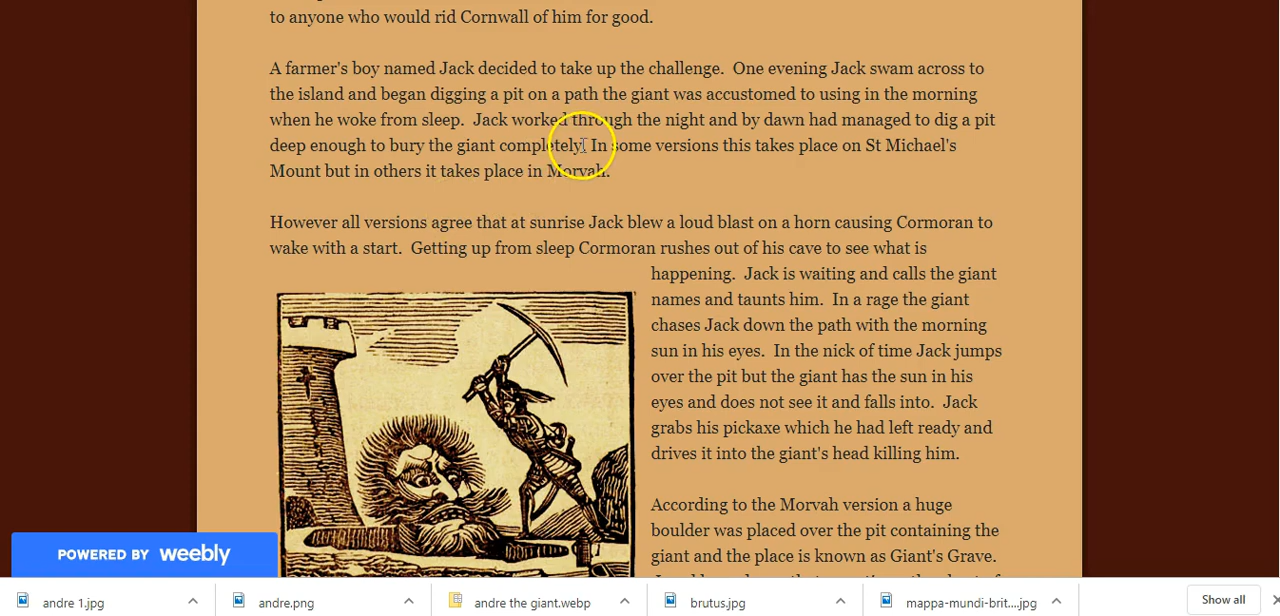 to anyone who would rid Cornwall of him for good.
A farmer's boy named Jack decided to take up the challenge.  One evening Jack swam across to
the island and began digging a pit on a path the giant was accustomed to using in the morning
when he woke from sleep.  Jack worked through the night and by dawn had managed to dig a pit
deep enough to bury the giant completely. In some versions this takes place on St Michael's
Mount but in others it takes place in Morvah.
However all versions agree that at sunrise Jack blew a loud blast on a horn causing Cormoran to
wake with a start.  Getting up from sleep Cormoran rushes out of his cave to see what is
happening.  Jack is waiting and calls the giant
names and taunts him.  In a rage the giant
chases Jack down the path with the morning
sun in his eyes.  In the nick of time Jack jumps
over the pit but the giant has the sun in his
eyes and does not see it and falls into.  Jack
grabs his pickaxe which he had left ready and
drives it into the giant's head killing him.
According to the Morvah version a huge
boulder was placed over the pit containing the
giant and the place is known as Giant's Grave.
POWERED BY weebly
andre 1.jpg
andre.png
andre the giant.webp
brutus.jpg
mappa-mundi-brit....jpg
Show all